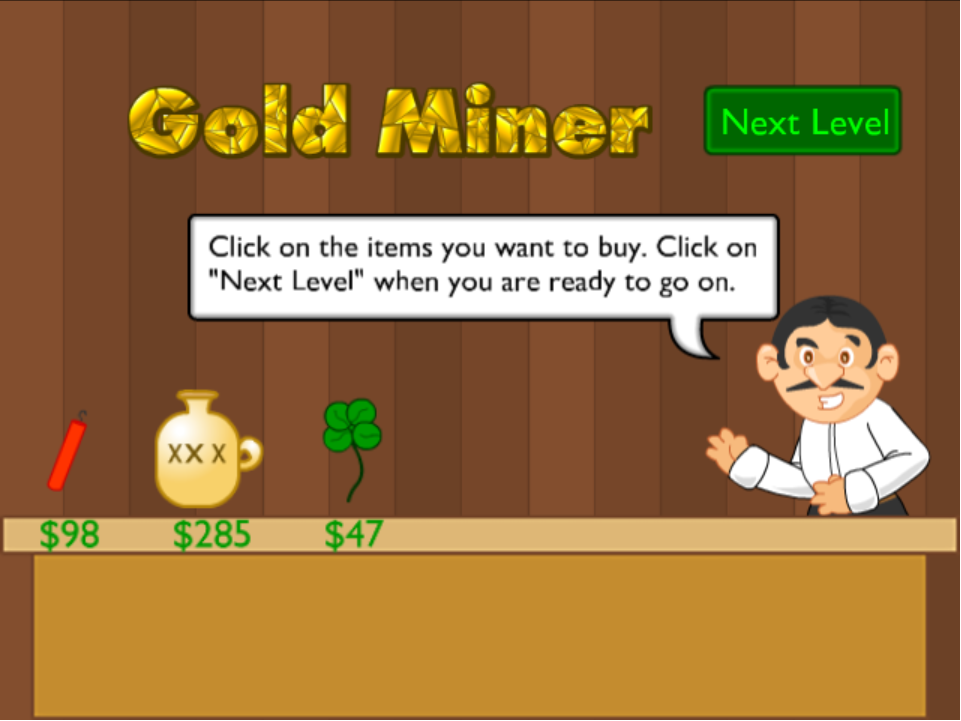 Gold Miner
Next Level
Click on the items you want to buy. Click on
"Next Level" when you are ready to go on.
XX X
$98
$285
$47